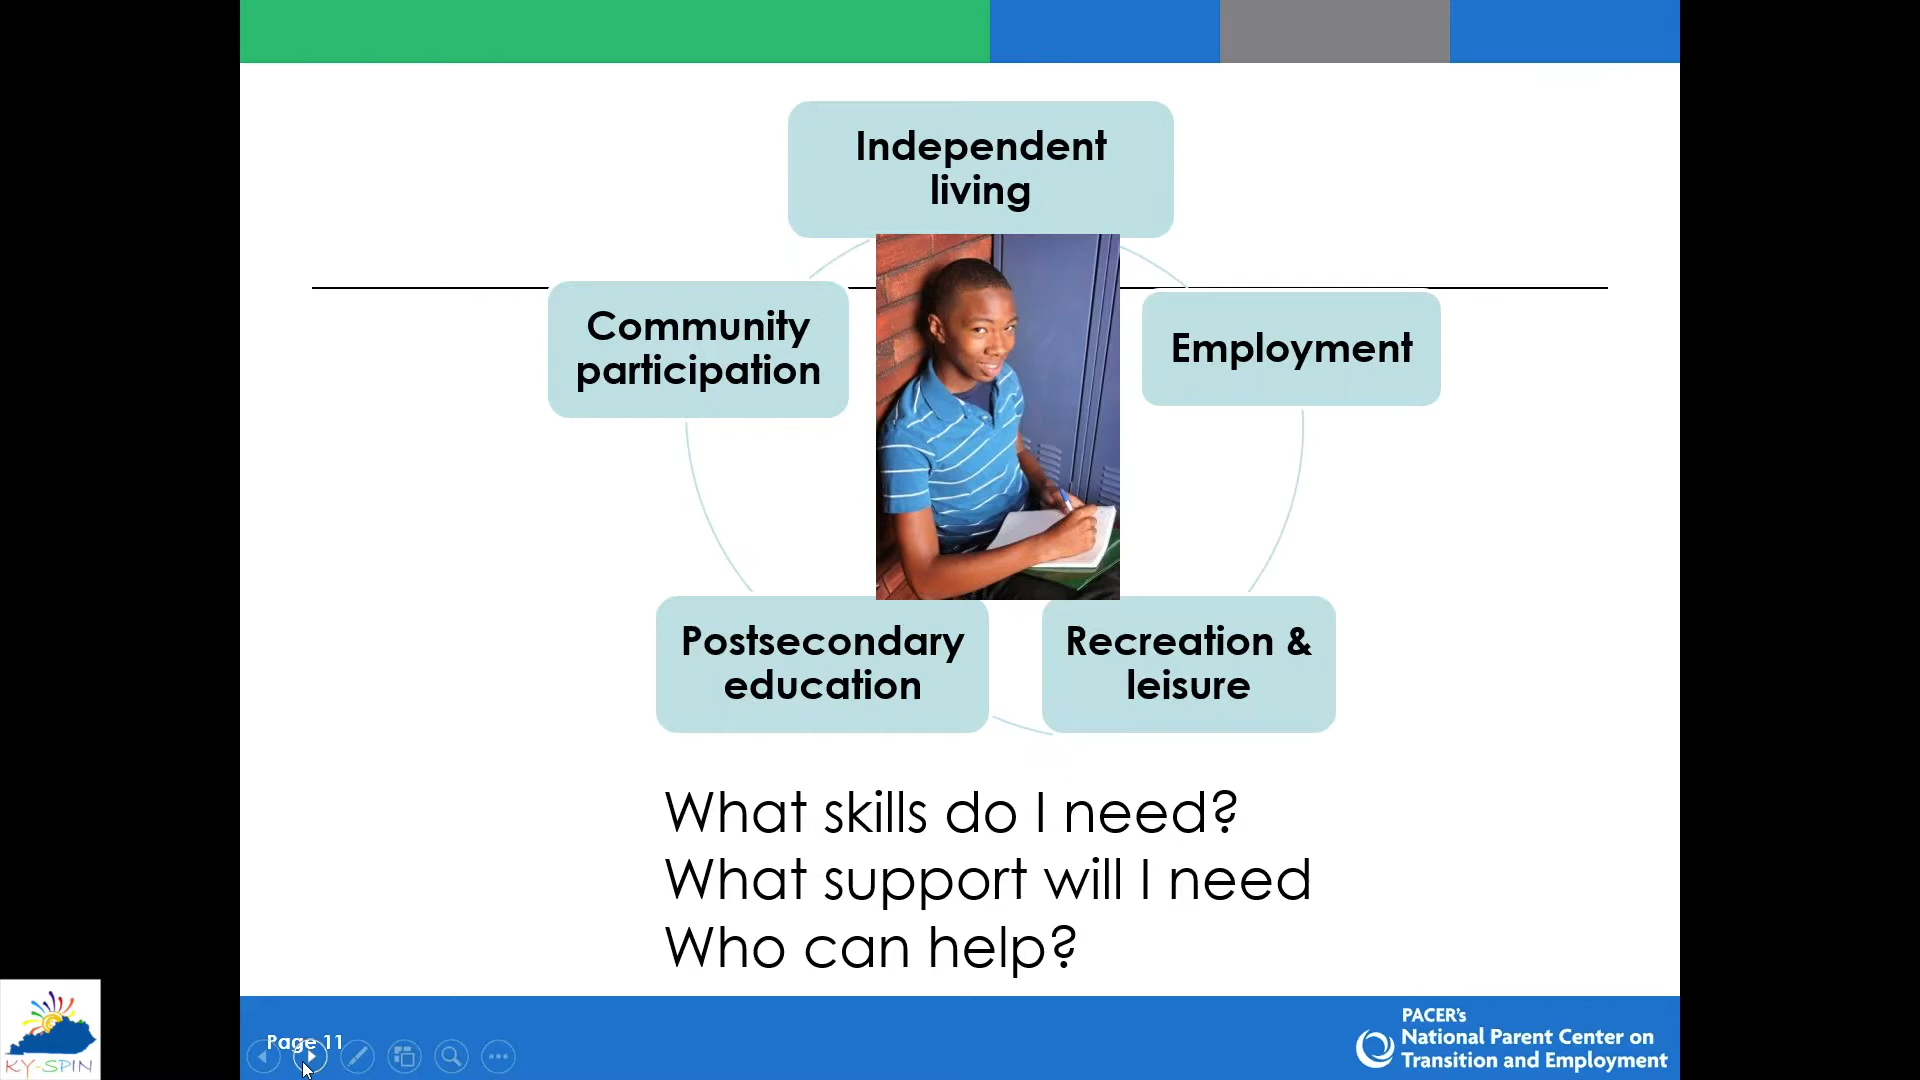 Independent
living
Community
participation
Employment
Postsecondary
education
Recreation &
leisure
What skills do I need?
What support will I need
Who can help?
Page 11
PACER's
National Parent Center on
Transition and Employment
KY-SPIN